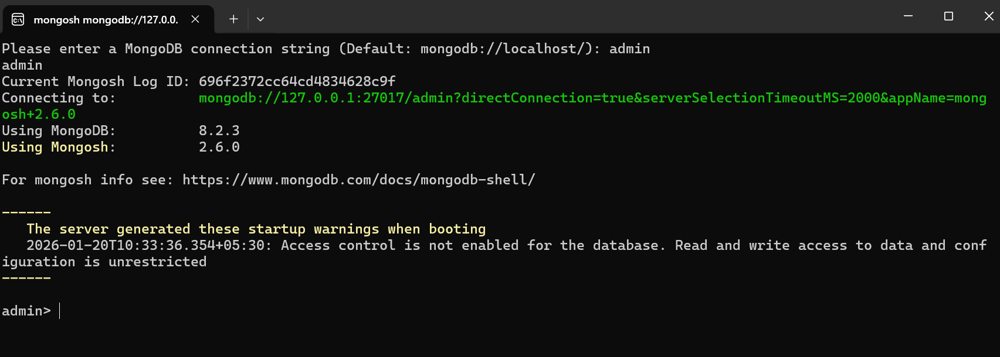 mongosh mongodb://127.0.0.
Please enter a MongoDB connection string (Default: mongodb://localhost/): admin
admin
Current Mongosh Log ID: 696f2372cc64cd4834628c9f
Connecting to:          mongodb://127.0.0.1:27017/admin?directConnection=true&serverSelectionTimeoutMS=2000&appName=mong
osh+2.6.0
Using MongoDB:          8.2.3
Using Mongosh:          2.6.0
For mongosh info see: https://www.mongodb.com/docs/mongodb-shell/
------
The server generated these startup warnings when booting
2026-01-20T10:33:36.354+05:30: Access control is not enabled for the database. Read and write access to data and conf
iguration is unrestricted
------
admin>